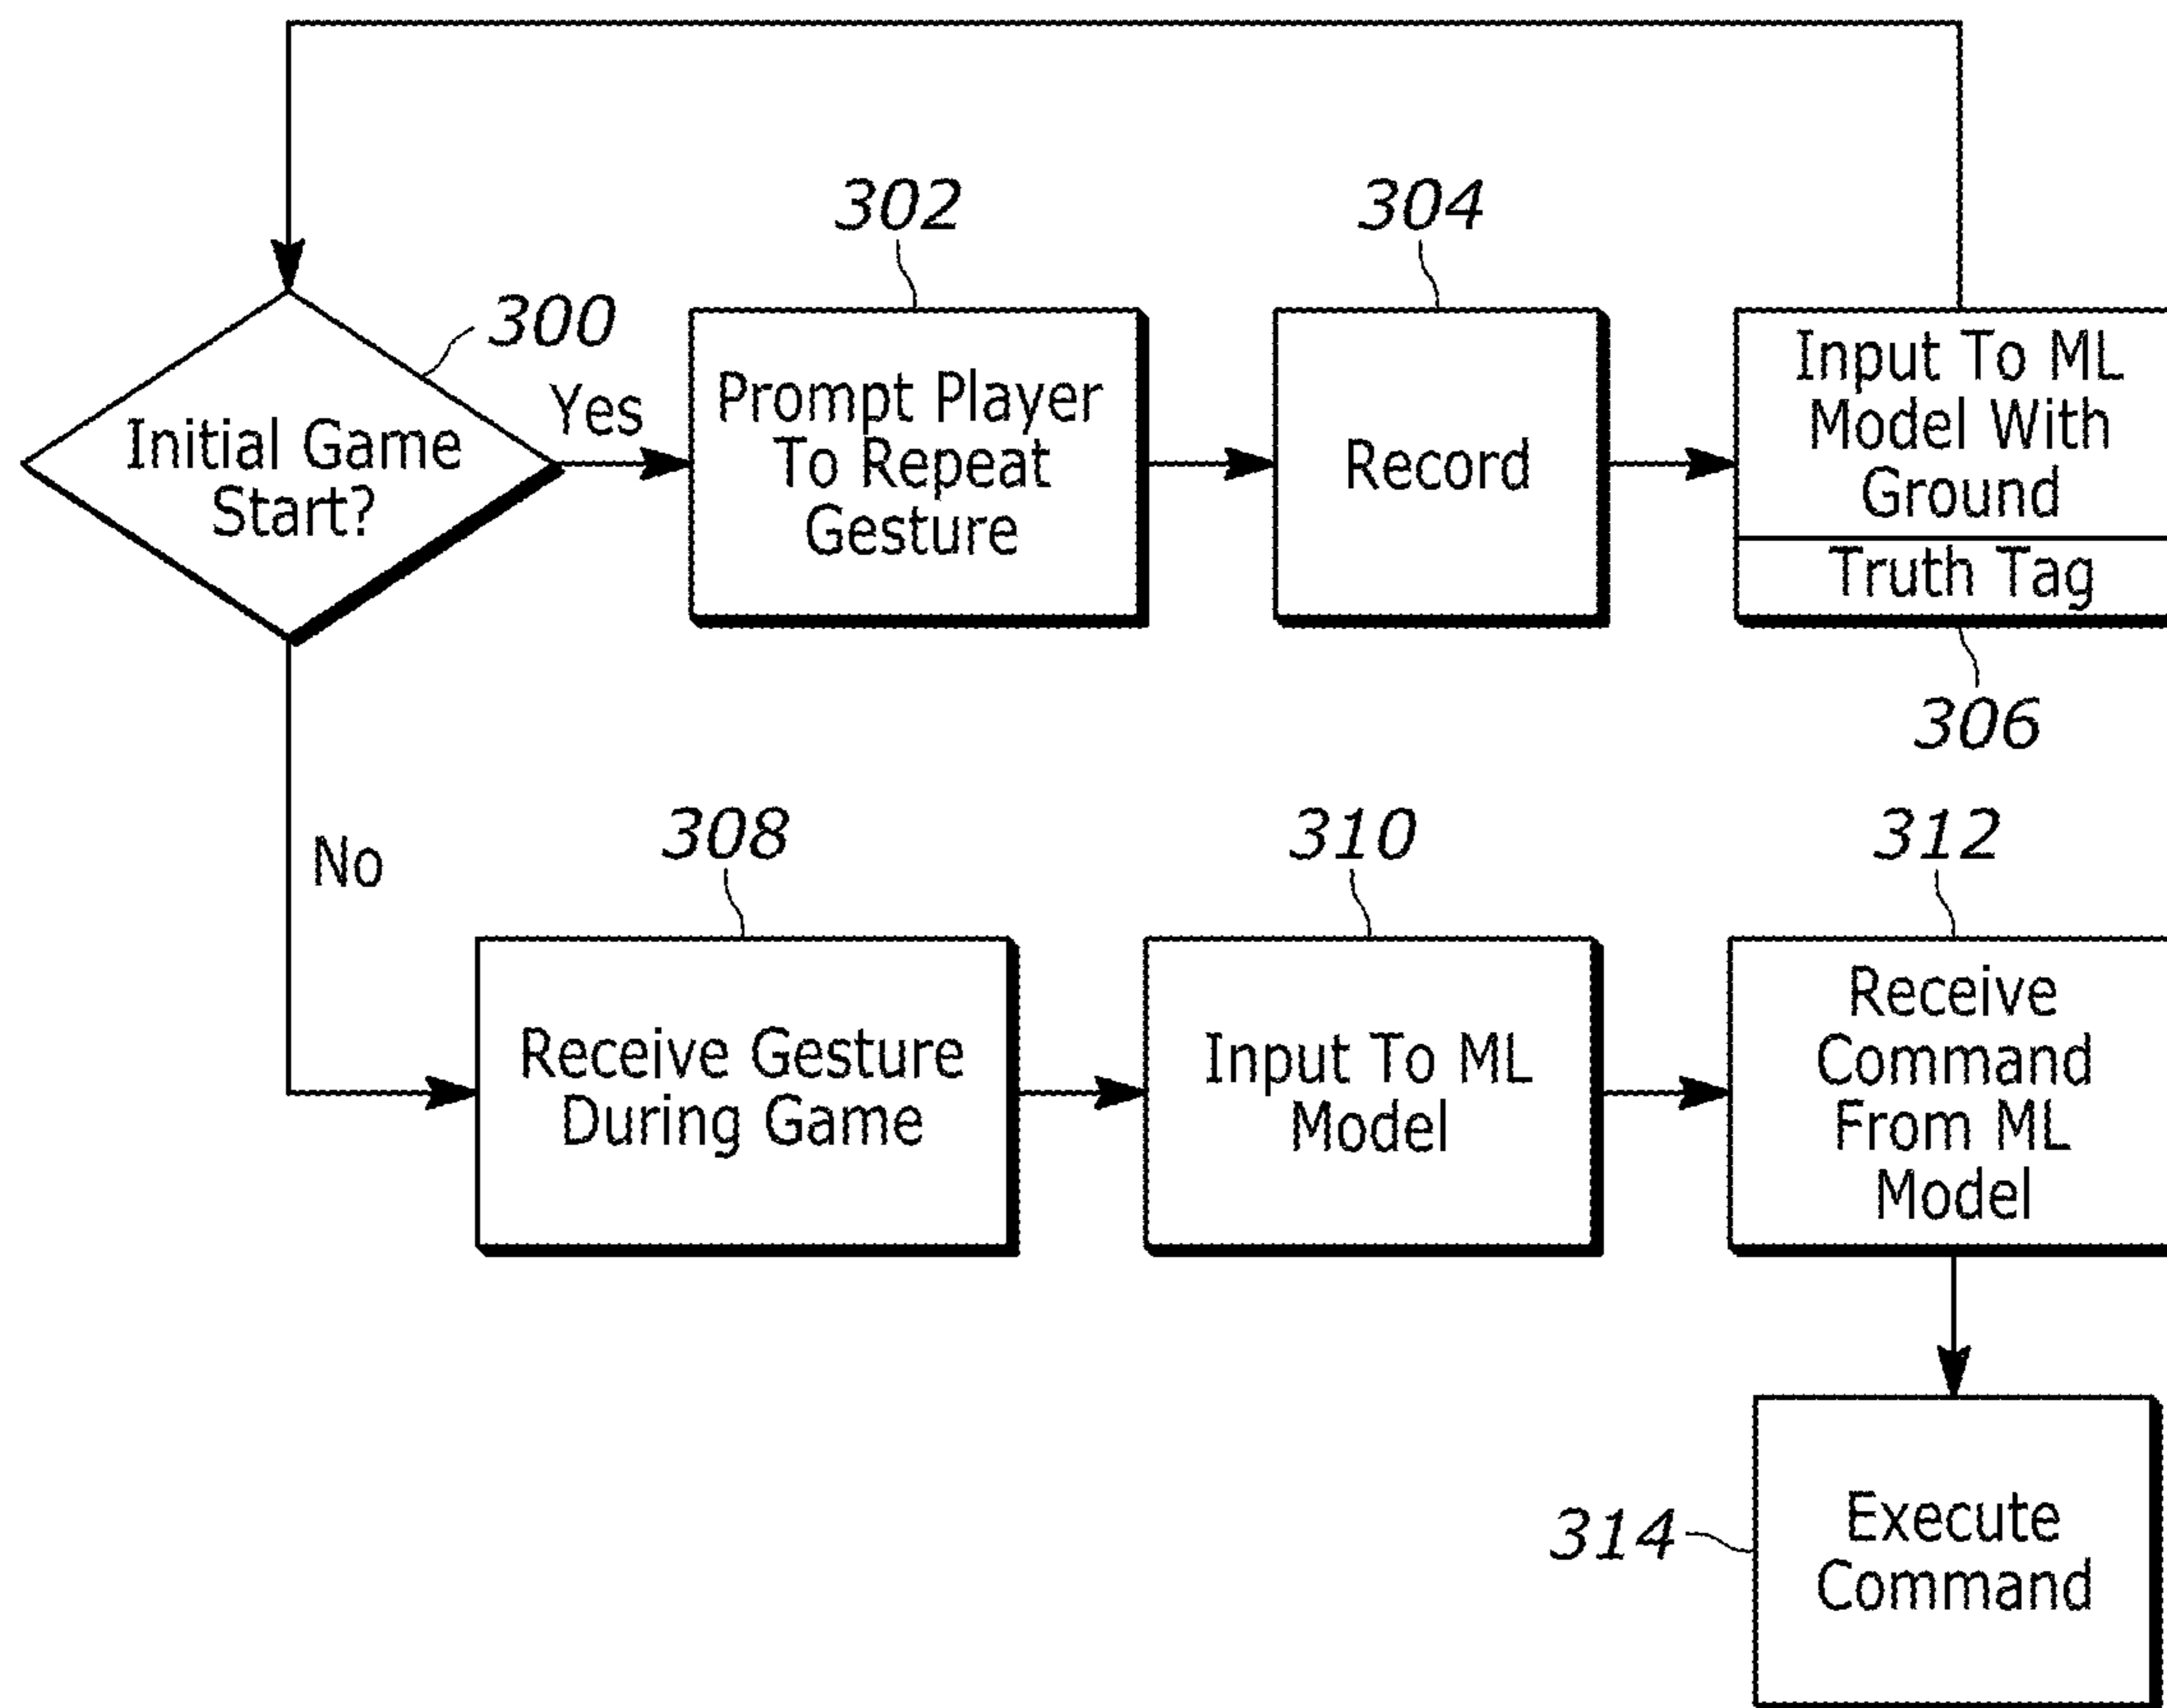 302
304
300
Initial Game
Start?
Yes
Prompt Player
To Repeat
Gesture
Record
Input To ML
Model With
Ground
Truth Tag
306
No
308
310
312
Receive Gesture
During Game
Input To ML
Model
Receive
Command
From ML
Model
314
Execute
Command